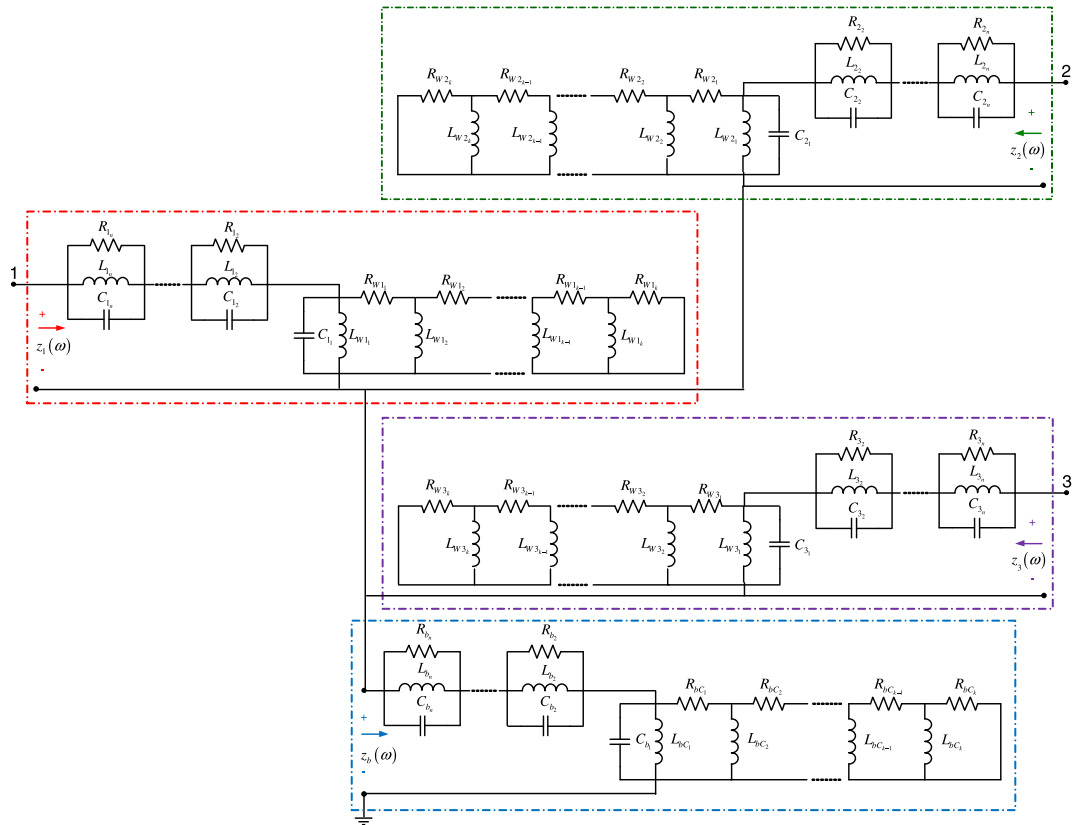 R_{2_2} R_{2_n}
L_{2_2} L_{2_n}
C_{2_2} C_{2_n}
2
R_{W2_k} R_{W2_{k-1}} R_{W2_2} R_{W2_1}
L_{W2_k} L_{W2_{k-1}} L_{W2_2} L_{W2_1} C_{2_1}
+
z_2(ω)
-
R_{1_n} R_{1_2}
L_{1_n} L_{1_2}
C_{1_n} C_{1_2}
1
R_{W1_1} R_{W1_2} R_{W1_{k-1}} R_{W1_k}
C_{1_1} L_{W1_1} L_{W1_2} L_{W1_{k-1}} L_{W1_k}
+
z_1(ω)
-
R_{3_2} R_{3_n}
L_{3_2} L_{3_n}
C_{3_2} C_{3_n}
3
R_{W3_k} R_{W3_{k-1}} R_{W3_2} R_{W3_1}
L_{W3_k} L_{W3_{k-1}} L_{W3_2} L_{W3_1} C_{3_1}
+
z_3(ω)
-
R_{b_n} R_{b_2}
L_{b_n} L_{b_2}
C_{b_n} C_{b_2}
R_{bC_1} R_{bC_2} R_{bC_{k-1}} R_{bC_k}
C_{b_1} L_{bC_1} L_{bC_2} L_{bC_{k-1}} L_{bC_k}
+
z_b(ω)
-